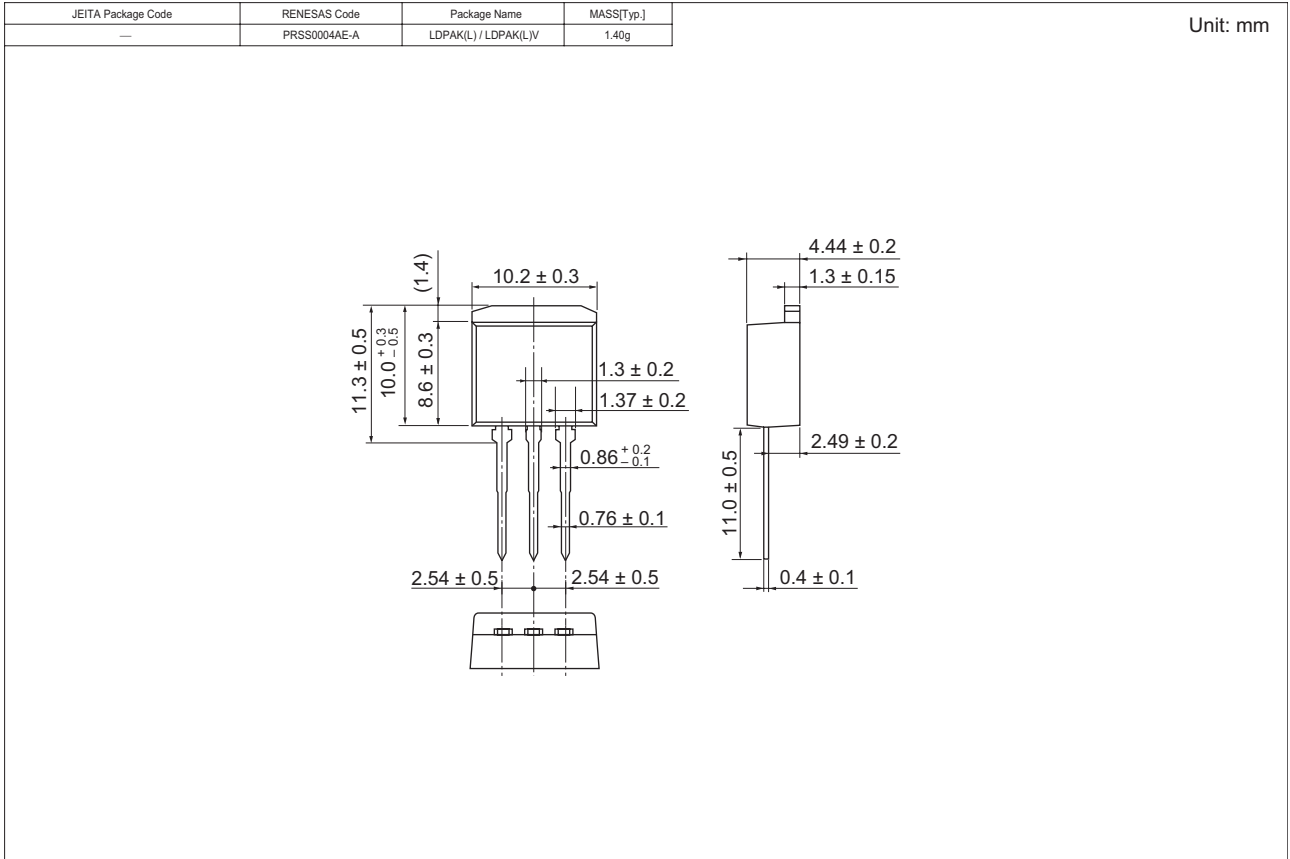 JEITA Package Code RENESAS Code Package Name MASS[Typ.]
— PRSS0004AE-A LDPAK(L) / LDPAK(L)V 1.40g
Unit: mm
4.44 ± 0.2
(1.4)
10.2 ± 0.3
1.3 ± 0.15
11.3 ± 0.5
10.0 + 0.3 – 0.5
8.6 ± 0.3
1.3 ± 0.2
1.37 ± 0.2
2.49 ± 0.2
0.86 + 0.2 – 0.1
11.0 ± 0.5
0.76 ± 0.1
2.54 ± 0.5 2.54 ± 0.5
0.4 ± 0.1